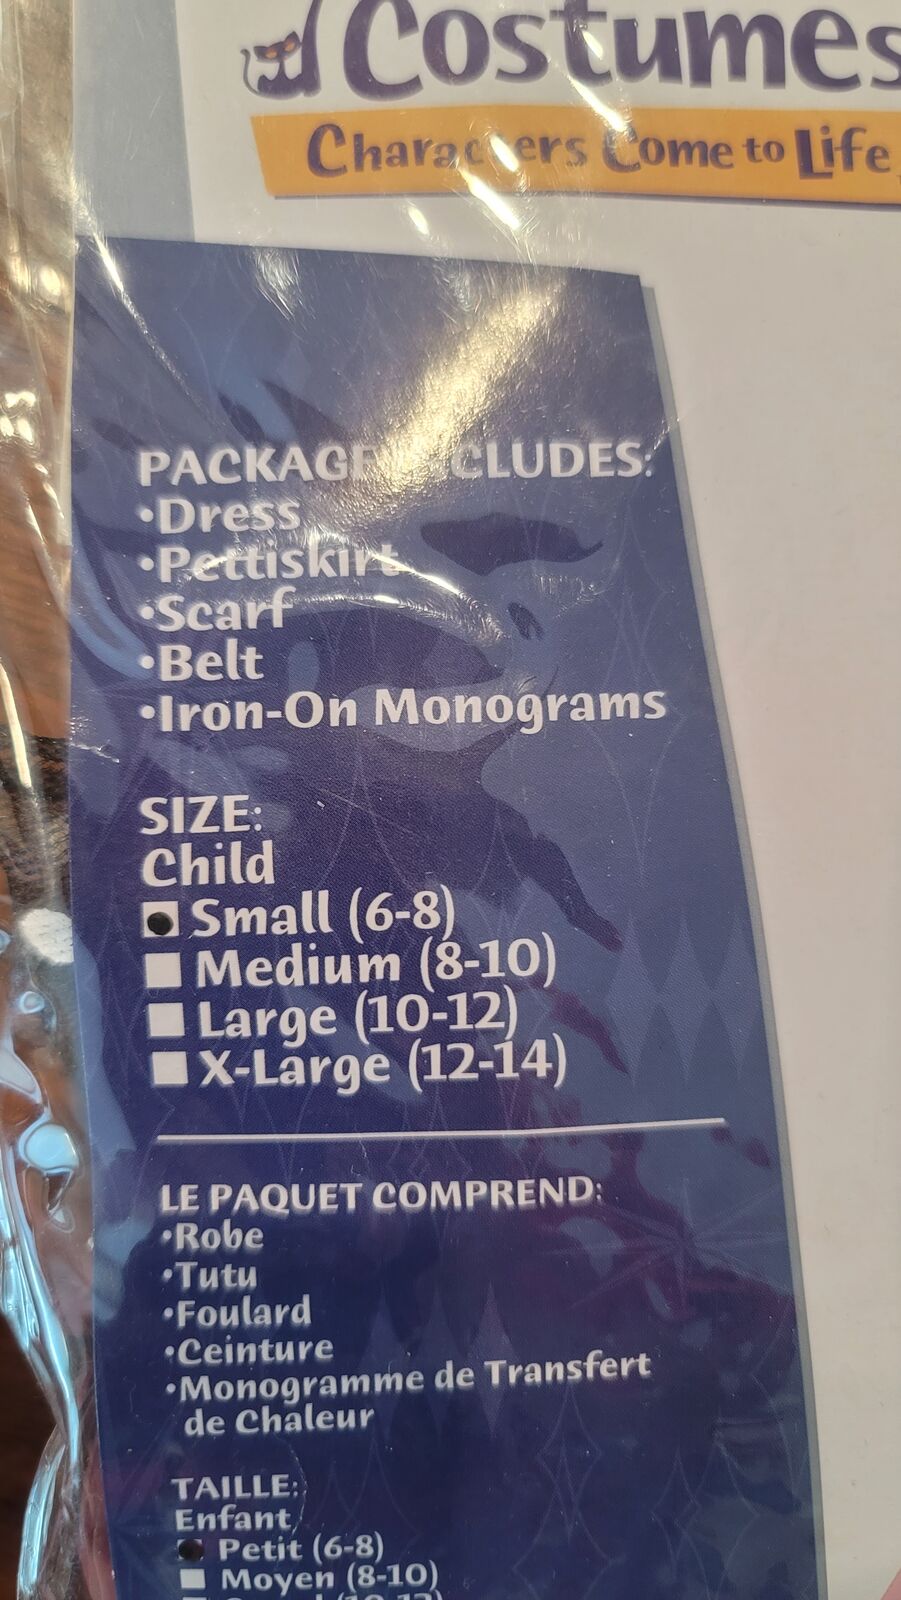 Costumes
Characters Come to Life
PACKAGE INCLUDES:
•Dress
•Pettiskirt
•Scarf
•Belt
•Iron-On Monograms
SIZE:
Child
Small (6-8)
Medium (8-10)
Large (10-12)
X-Large (12-14)
LE PAQUET COMPREND:
•Robe
•Tutu
•Foulard
•Ceinture
•Monogramme de Transfert
de Chaleur
TAILLE:
Enfant
Petit (6-8)
Moyen (8-10)